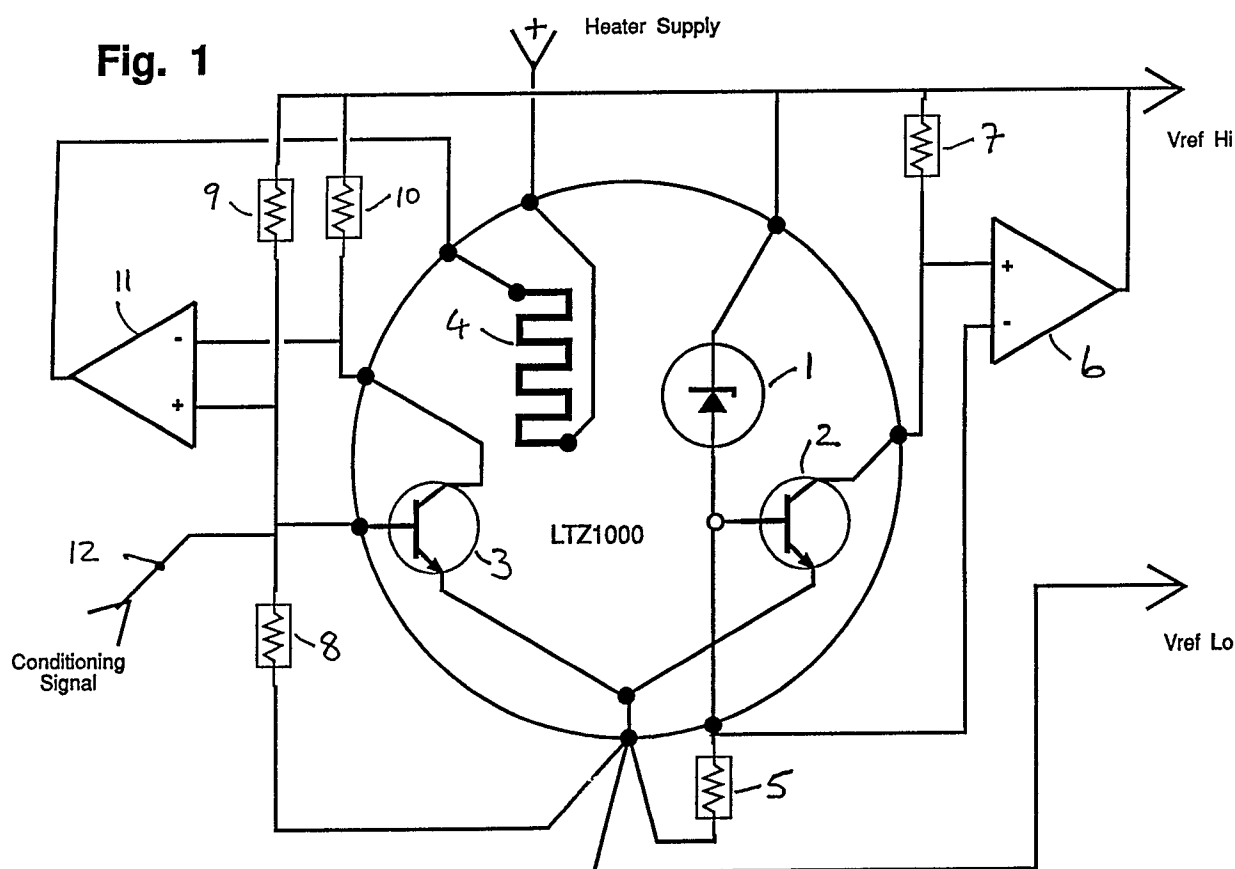 Fig. 1
+
Heater Supply
Vref Hi
7
9
10
11
-
+
4
1
+
-
6
2
LTZ1000
3
12
8
Conditioning
Signal
Vref Lo
5